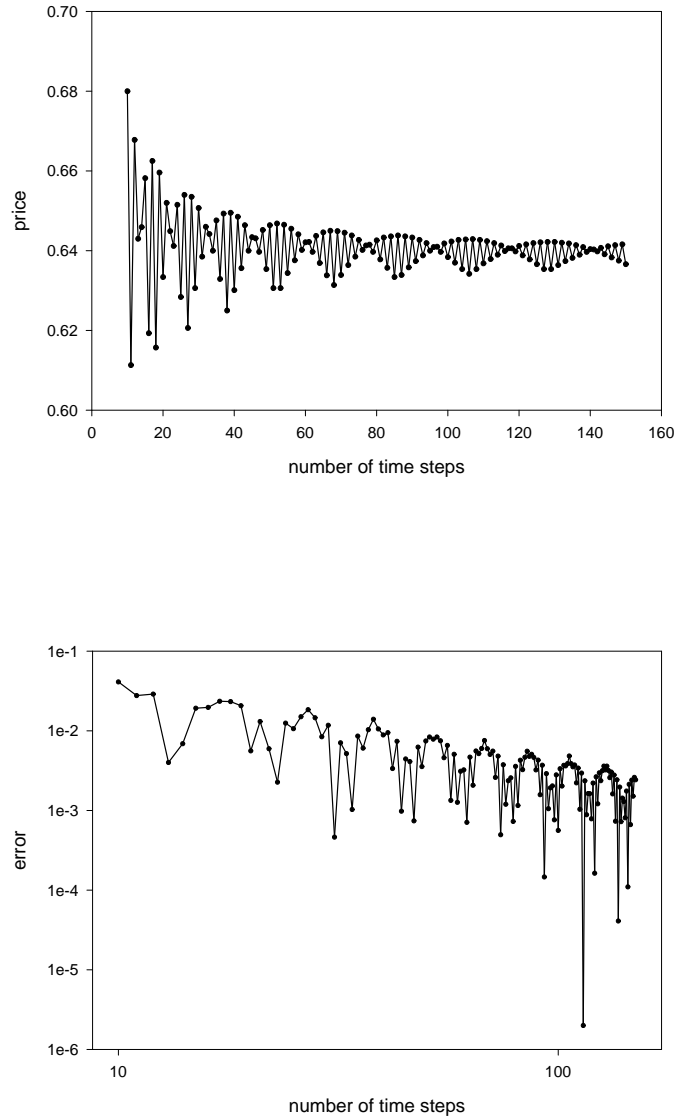 0.70
0.68
0.66
0.64
0.62
0.60
price
0 20 40 60 80 100 120 140 160
number of time steps
1e-1
1e-2
1e-3
1e-4
1e-5
1e-6
error
10 100
number of time steps